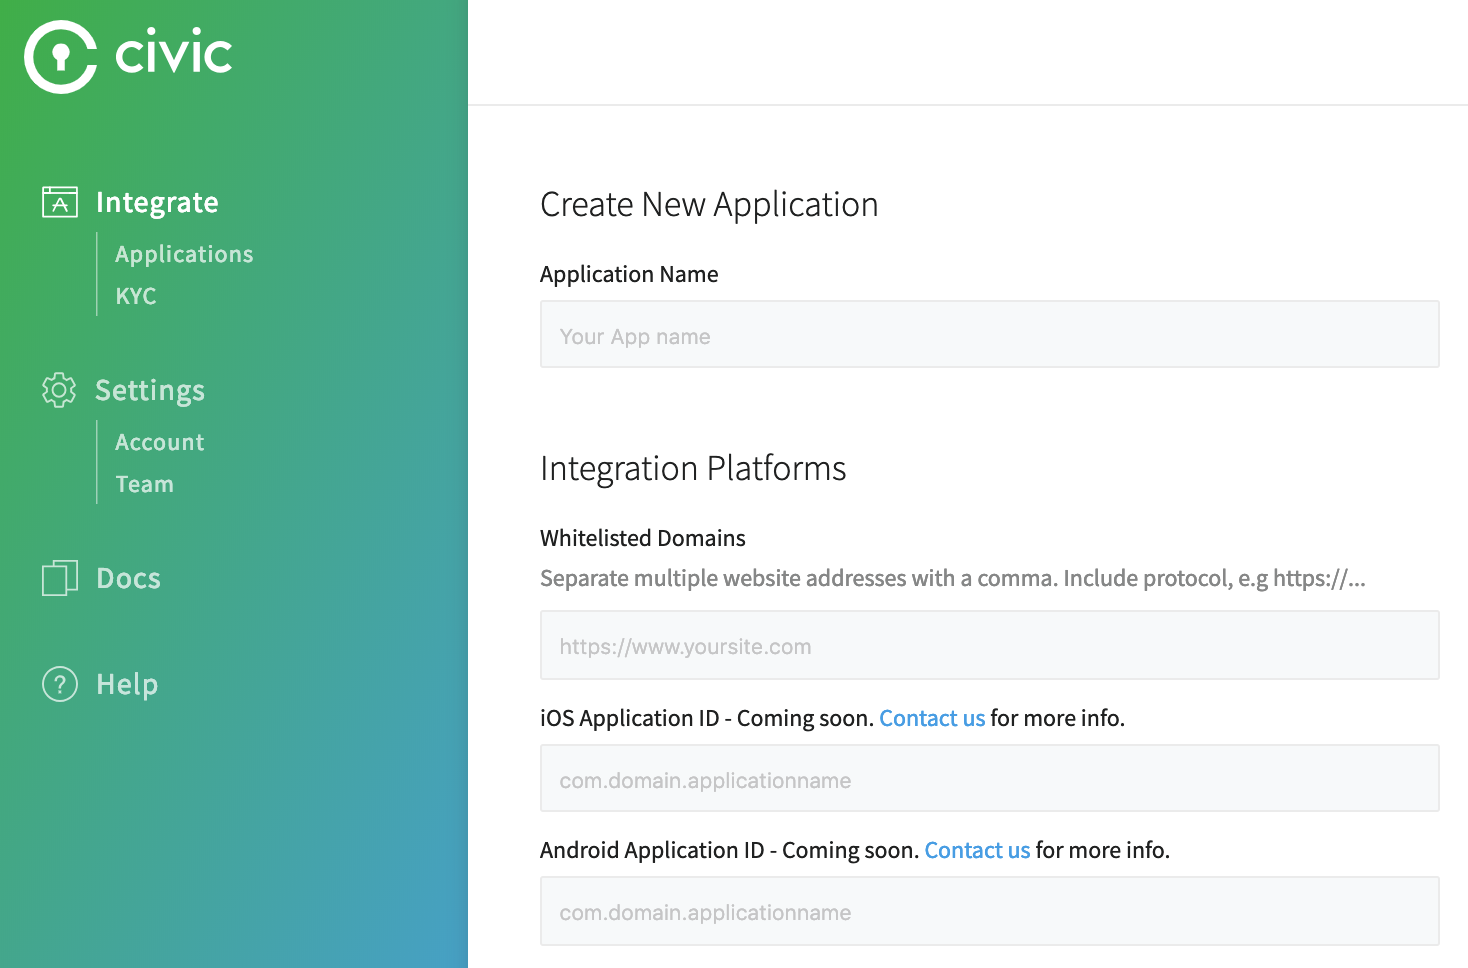 civic
Integrate
Applications
KYC
Settings
Account
Team
Docs
? Help
Create New Application
Application Name
Your App name
Integration Platforms
Whitelisted Domains
Separate multiple website addresses with a comma. Include protocol, e.g https://...
https://www.yoursite.com
iOS Application ID - Coming soon. Contact us for more info.
com.domain.applicationname
Android Application ID - Coming soon. Contact us for more info.
com.domain.applicationname